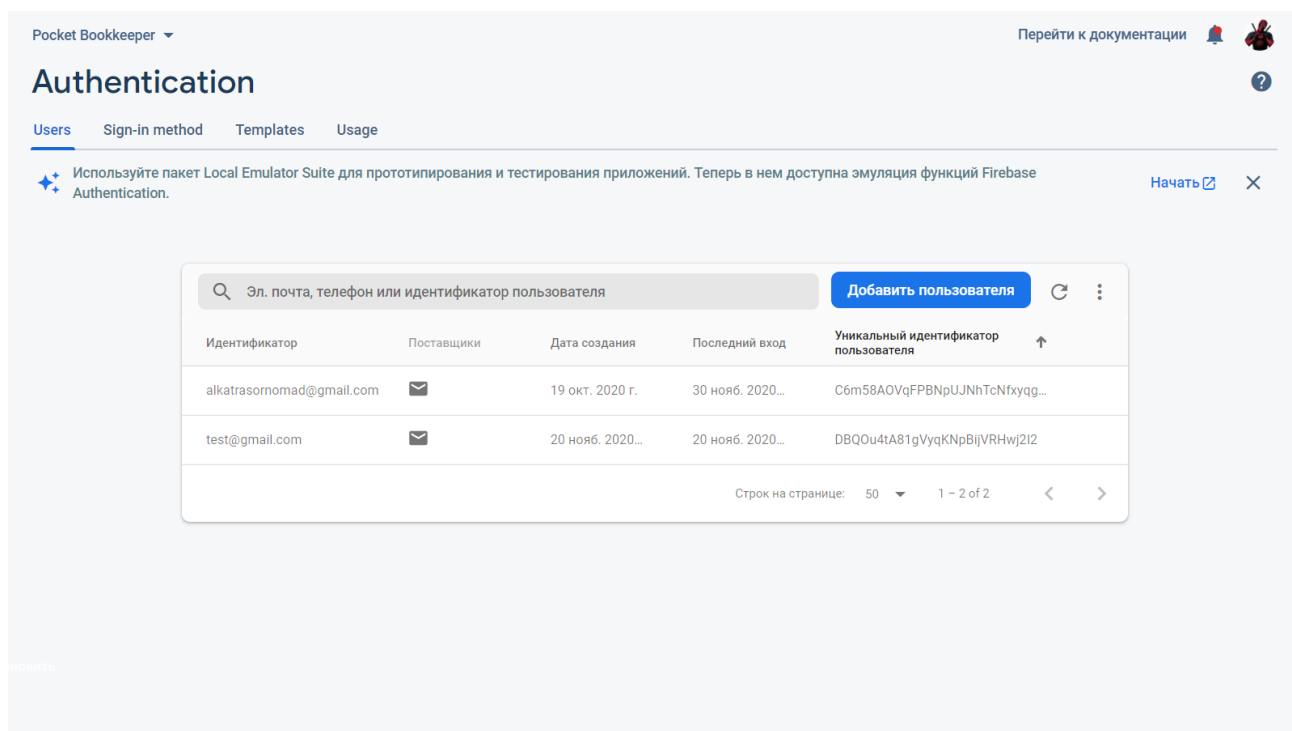 Pocket Bookkeeper
Перейти к документации
Authentication
Users Sign-in method Templates Usage
Используйте пакет Local Emulator Suite для прототипирования и тестирования приложений. Теперь в нем доступна эмуляция функций Firebase
Authentication.
Начать
Эл. почта, телефон или идентификатор пользователя
Добавить пользователя
Идентификатор Поставщики Дата создания Последний вход Уникальный идентификатор
пользователя
alkatrasornomad@gmail.com 19 окт. 2020 г. 30 нояб. 2020... C6m58AOVqFPBNpUJNhTcNfxyqg...
test@gmail.com 20 нояб. 2020... 20 нояб. 2020... DBQOu4tA81gVyqKNpBijVRHwj2I2
Строк на странице: 50 1 – 2 of 2